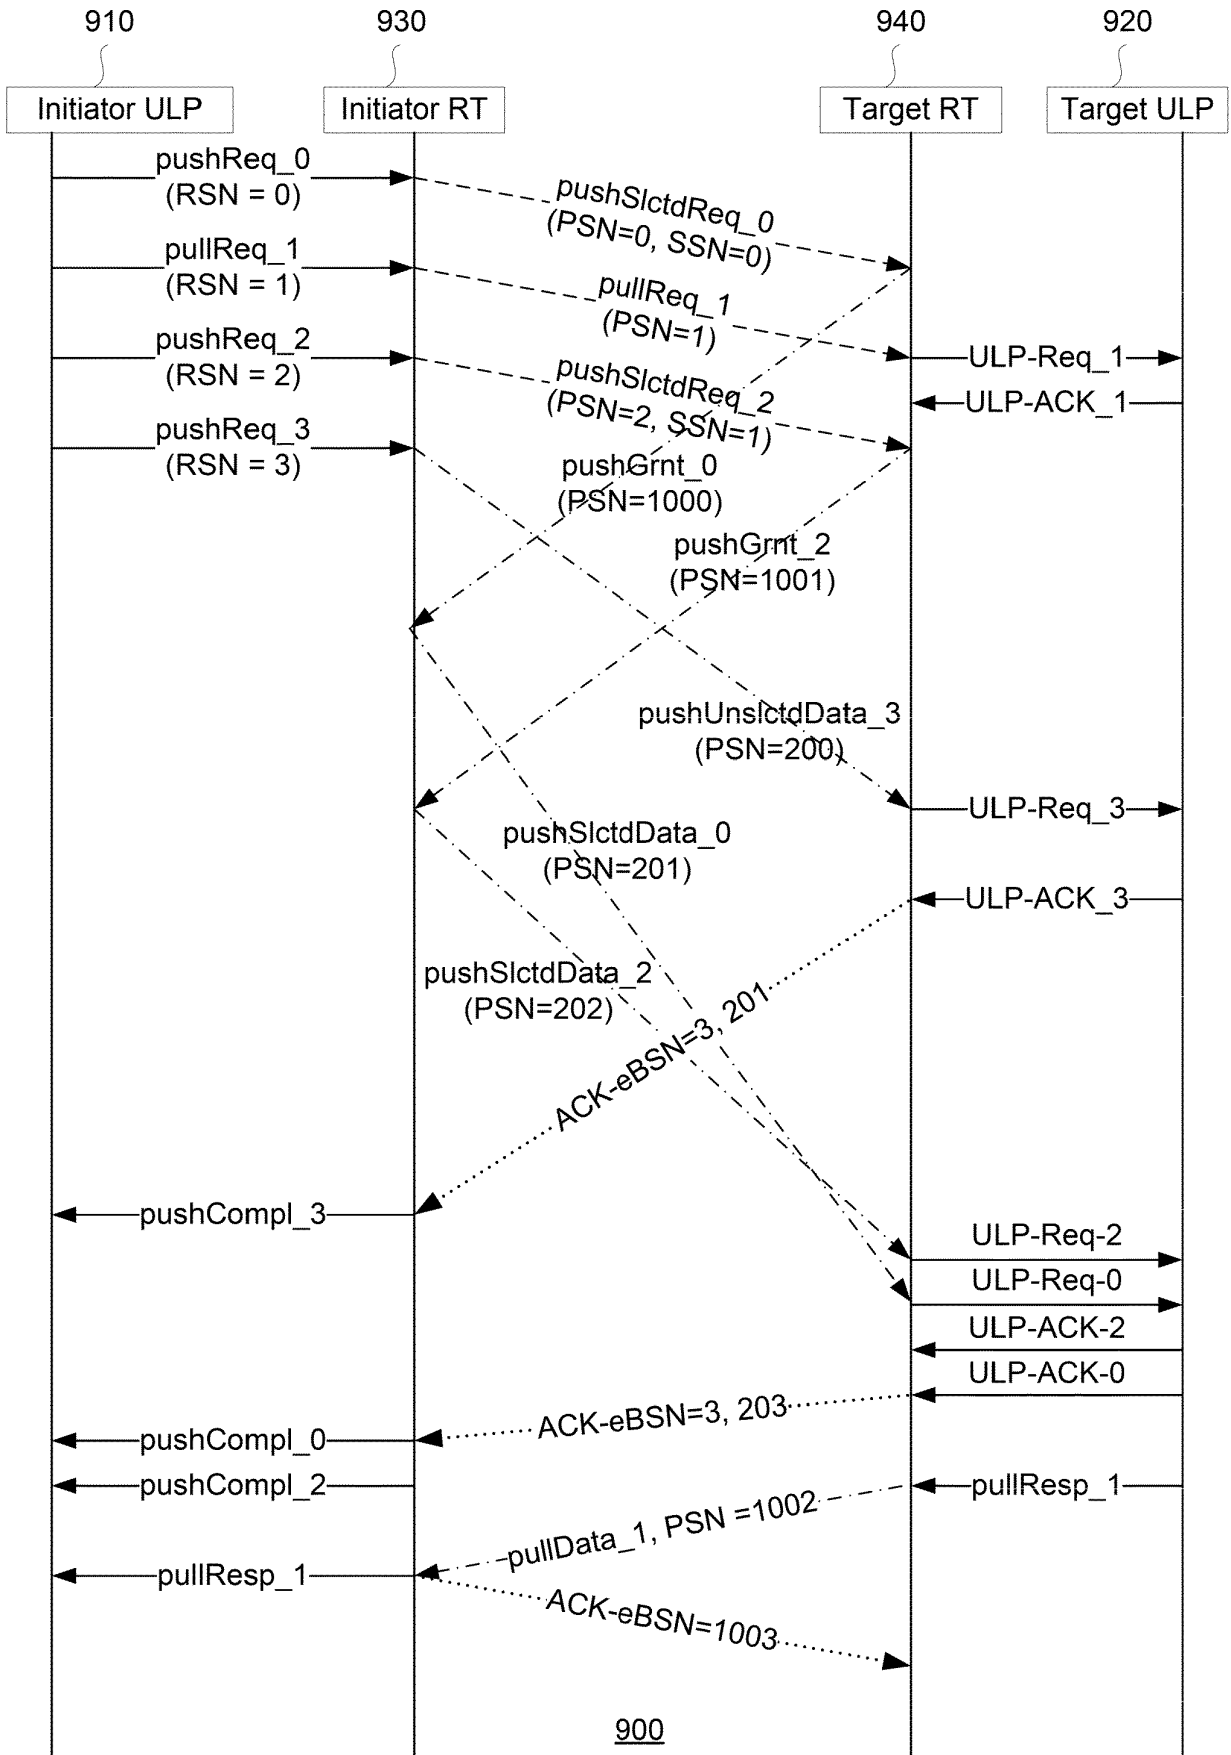 910
930
940
920
Initiator ULP
Initiator RT
Target RT
Target ULP
pushReq_0
(RSN = 0)
pushSlctdReq_0
(PSN=0, SSN=0)
pullReq_1
(RSN = 1)
pullReq_1
(PSN=1)
pushReq_2
(RSN = 2)
pushSlctdReq_2
(PSN=2, SSN=1)
ULP-Req_1
ULP-ACK_1
pushReq_3
(RSN = 3)
pushGrnt_0
(PSN=1000)
pushGrnt_2
(PSN=1001)
pushUnslctdData_3
(PSN=200)
ULP-Req_3
pushSlctdData_0
(PSN=201)
ULP-ACK_3
pushSlctdData_2
(PSN=202)
ACK-eBSN=3, 201
pushCompl_3
ULP-Req-2
ULP-Req-0
ULP-ACK-2
ULP-ACK-0
ACK-eBSN=3, 203
pushCompl_0
pushCompl_2
pullResp_1
pullData_1, PSN =1002
pullResp_1
ACK-eBSN=1003
900